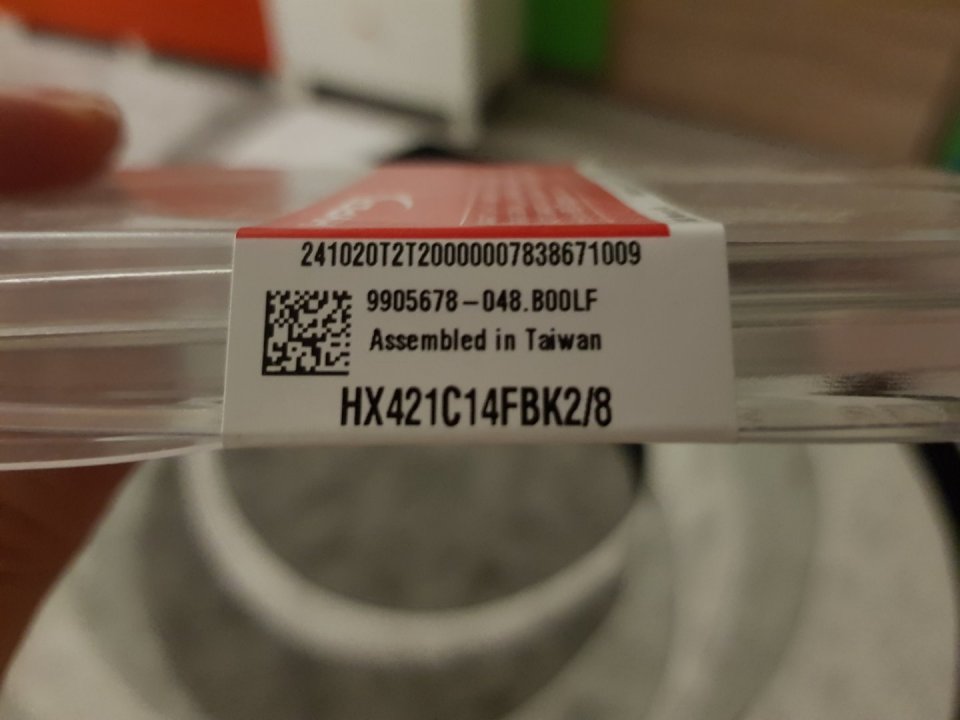 241020T2T20000007838671009
9905678-048.B00LF
Assembled in Taiwan
HX421C14FBK2/8